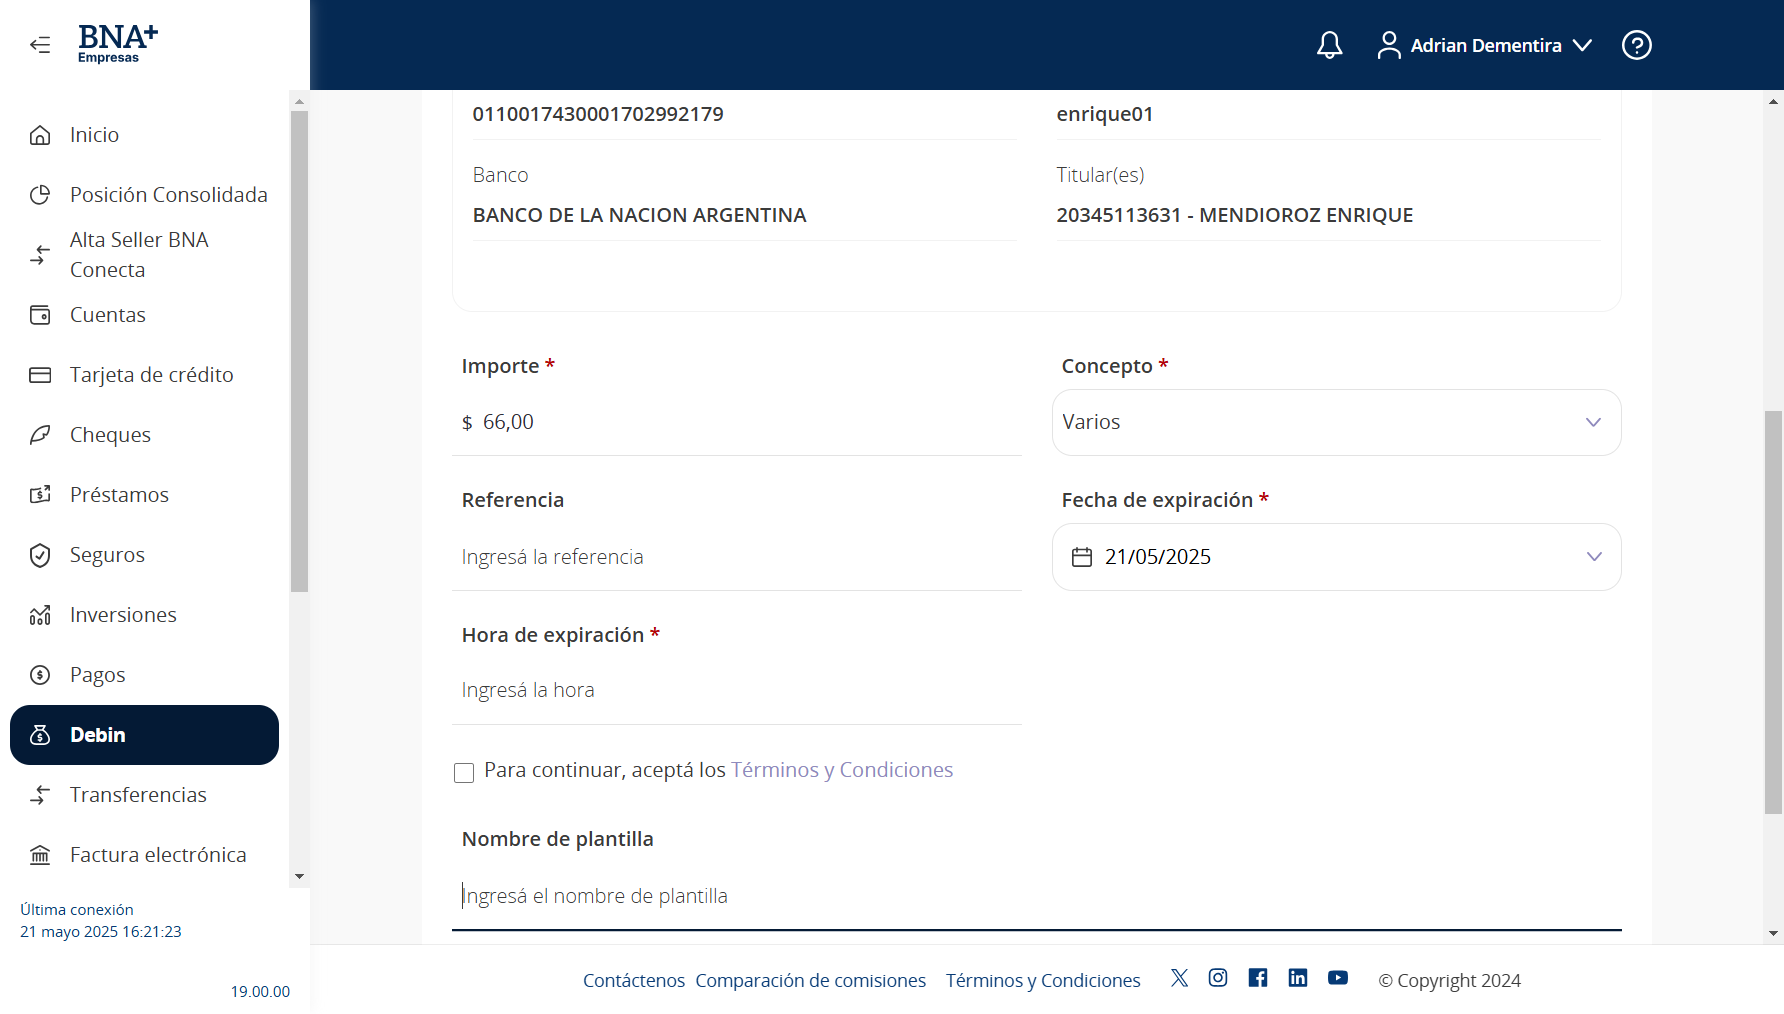 BNA+
Empresas
Adrian Dementira
Inicio
Posición Consolidada
Alta Seller BNA
Conecta
Cuentas
Tarjeta de crédito
Cheques
Préstamos
Seguros
Inversiones
Pagos
Debin
Transferencias
Factura electrónica
Última conexión
21 mayo 2025 16:21:23
19.00.00
0110017430001702992179
enrique01
Banco
Titular(es)
BANCO DE LA NACION ARGENTINA
20345113631 - MENDIOROZ ENRIQUE
Importe *
Concepto *
$ 66,00
Varios
Referencia
Fecha de expiración *
Ingresá la referencia
21/05/2025
Hora de expiración *
Ingresá la hora
Para continuar, aceptá los Términos y Condiciones
Nombre de plantilla
Ingresá el nombre de plantilla
Contáctenos Comparación de comisiones Términos y Condiciones © Copyright 2024